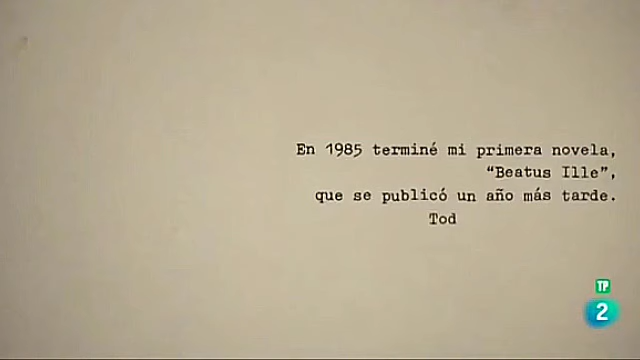 En 1985 terminé mi primera novela,
“Beatus Ille”,
que se publicó un año más tarde.
Tod
TP
2